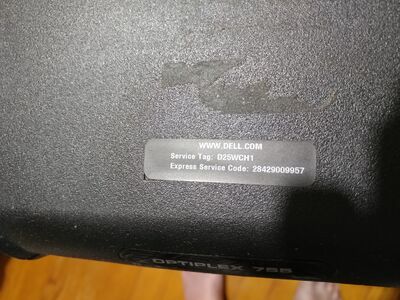 WWW.DELL.COM
Service Tag: D25WCH1
Express Service Code: 28429009957
OPTIPLEX 755